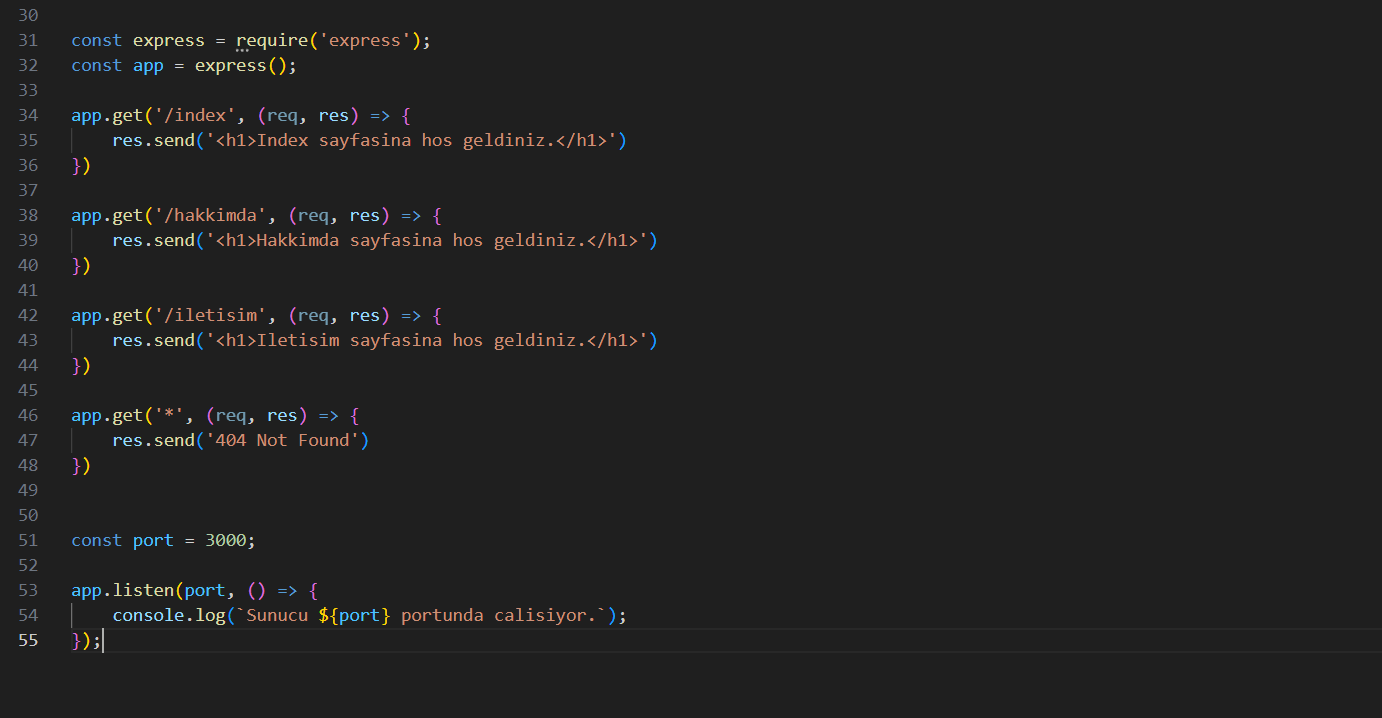 30
31 const express = require('express');
32 const app = express();
33
34 app.get('/index', (req, res) => {
35     res.send('<h1>Index sayfasina hos geldiniz.</h1>')
36 })
37
38 app.get('/hakkimda', (req, res) => {
39     res.send('<h1>Hakkimda sayfasina hos geldiniz.</h1>')
40 })
41
42 app.get('/iletisim', (req, res) => {
43     res.send('<h1>Iletisim sayfasina hos geldiniz.</h1>')
44 })
45
46 app.get('*', (req, res) => {
47     res.send('404 Not Found')
48 })
49
50
51 const port = 3000;
52
53 app.listen(port, () => {
54     console.log(`Sunucu ${port} portunda calisiyor.`);
55 });